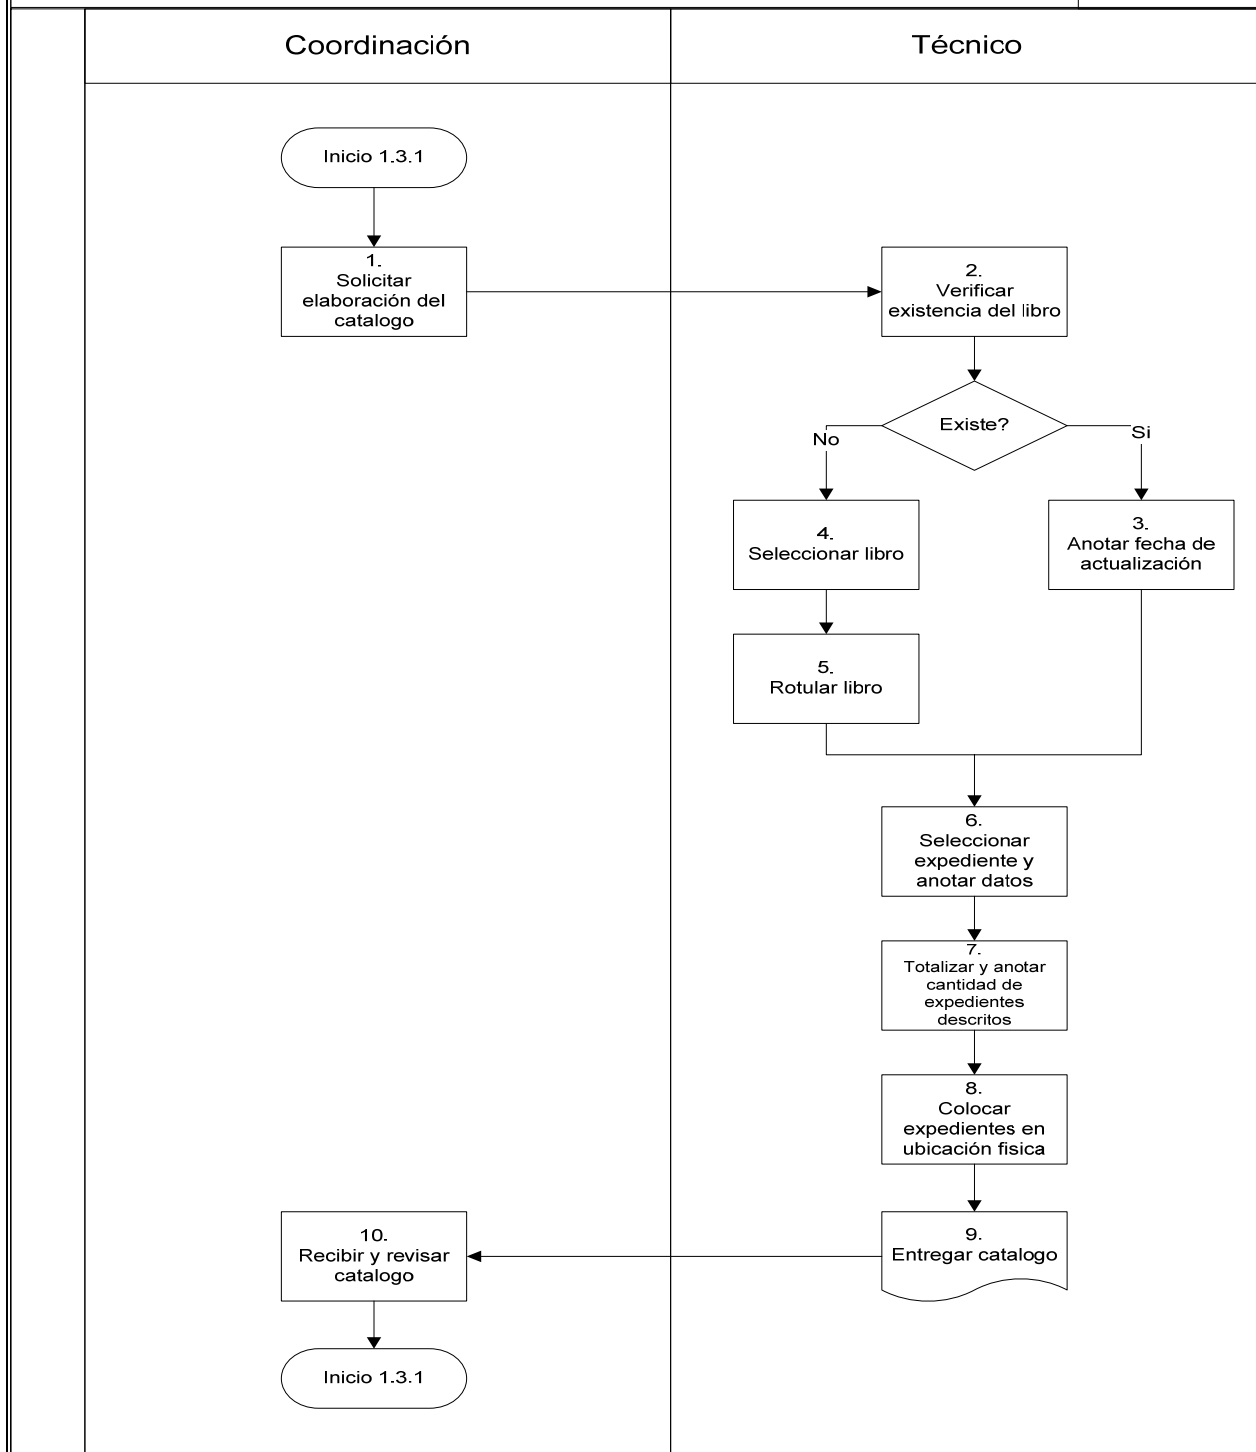 Coordinación
Técnico
Inicio 1.3.1
1.
Solicitar
elaboración del
catalogo
2.
Verificar
existencia del libro
Existe?
No
Si
4.
Seleccionar libro
3.
Anotar fecha de
actualización
5.
Rotular libro
6.
Seleccionar
expediente y
anotar datos
7.
Totalizar y anotar
cantidad de
expedientes
descritos
8.
Colocar
expedientes en
ubicación fisica
9.
Entregar catalogo
10.
Recibir y revisar
catalogo
Inicio 1.3.1